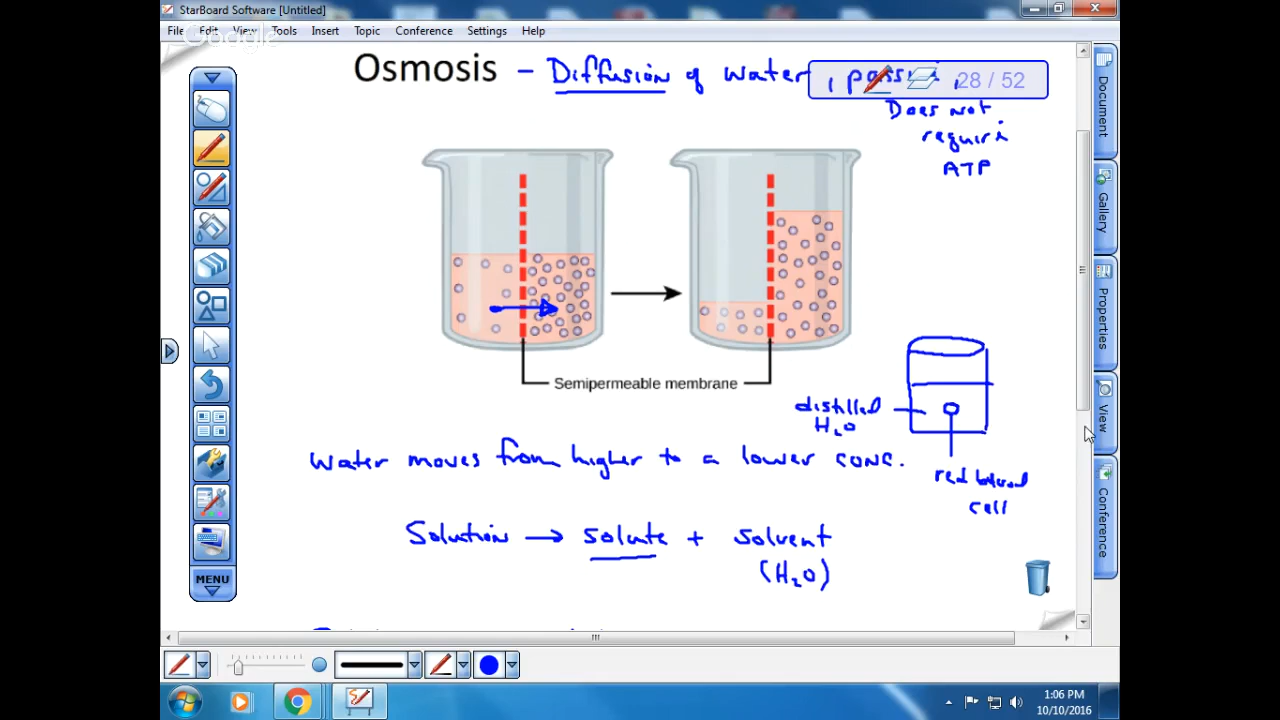 StarBoard Software [Untitled]
File Edit View Tools Insert Topic Conference Settings Help
Google
Osmosis - Diffusion of water,
28 / 52
Does not
ATP
Semipermeable membrane
distilled
H₂O
Water moves from higher to a lower conc.
red blood
cell
Solution → solute + solvent
(H₂O)
MENU
Document
Gallery
Properties
View
Conference
1:06 PM
10/10/2016